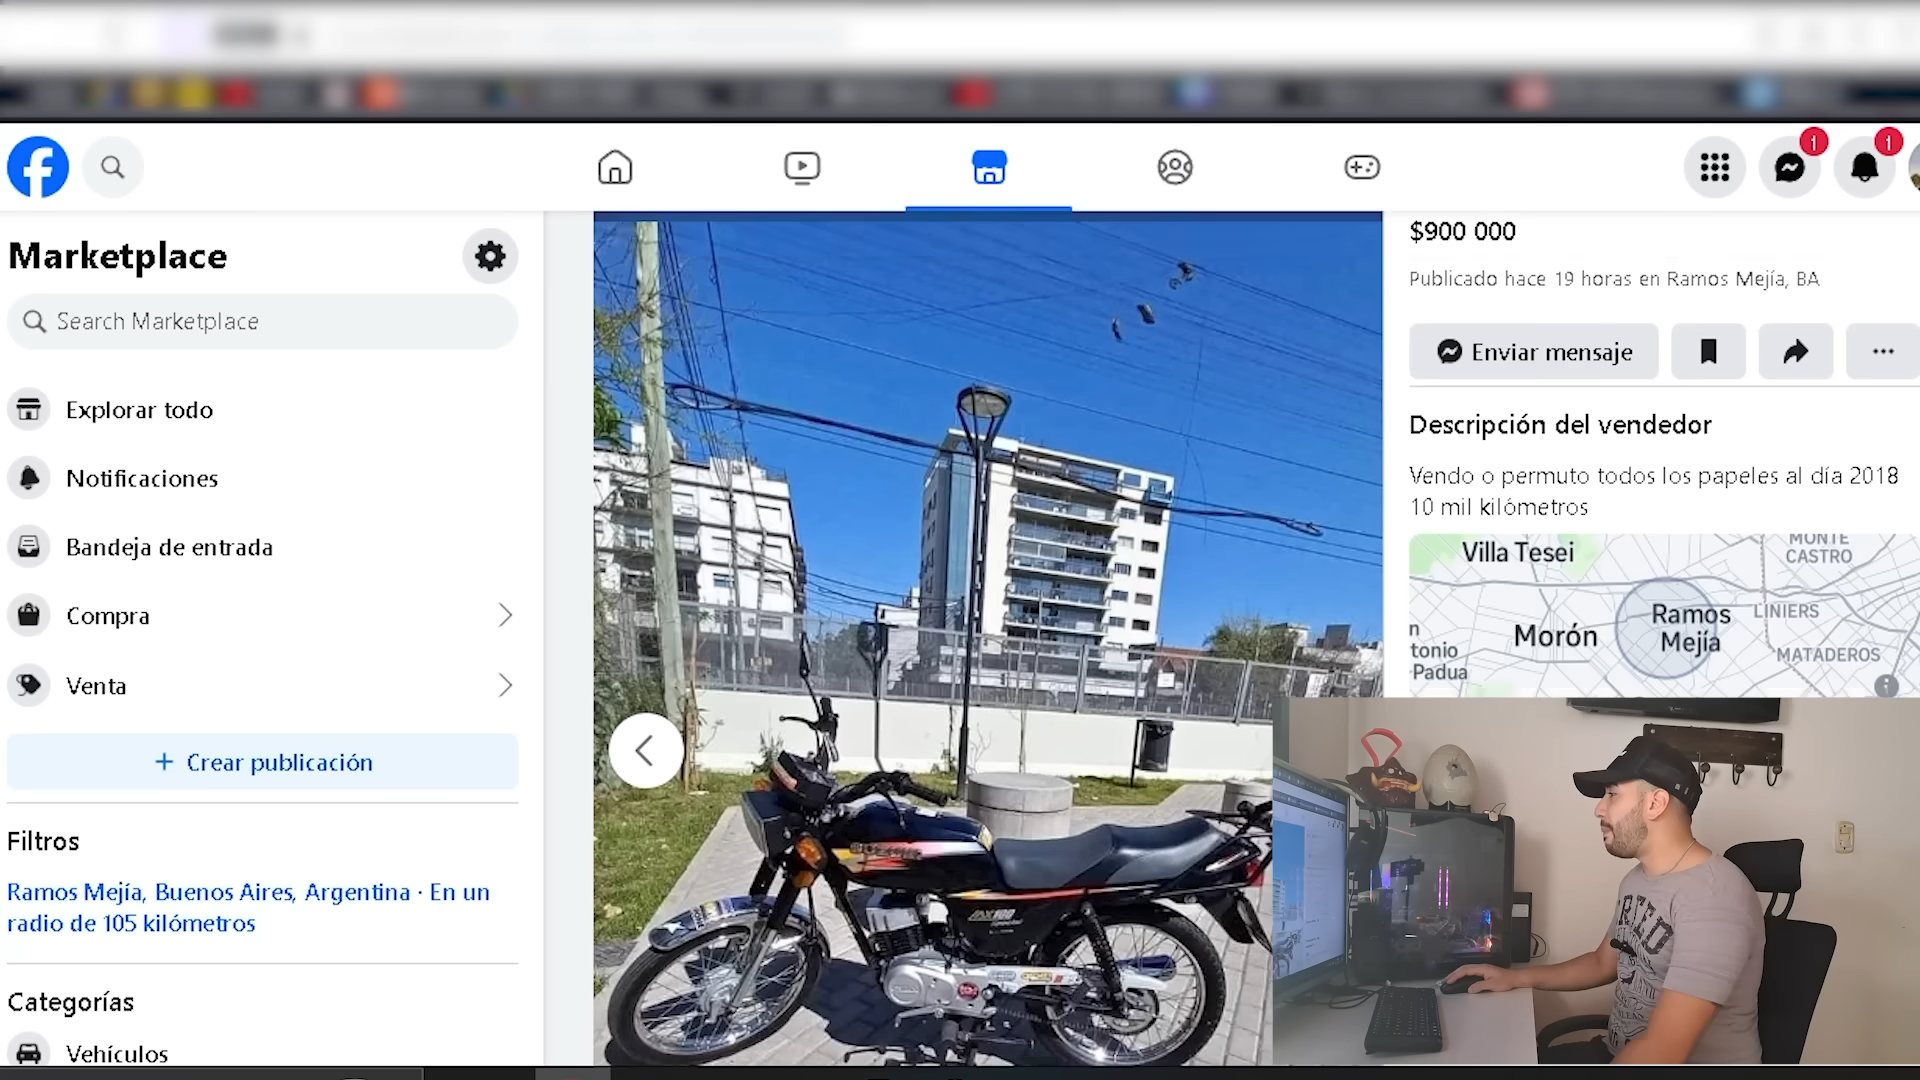 1
1
Marketplace
Search Marketplace
Explorar todo
Notificaciones
Bandeja de entrada
Compra
Venta
+ Crear publicación
Filtros
Ramos Mejía, Buenos Aires, Argentina · En un
radio de 105 kilómetros
Categorías
Vehículos
$900 000
Publicado hace 19 horas en Ramos Mejía, BA
Enviar mensaje
Descripción del vendedor
Vendo o permuto todos los papeles al día 2018
10 mil kilómetros
Villa Tesei
MONTE
CASTRO
Ramos
Mejía
LINIERS
Morón
n
tonio
Padua
MATADEROS